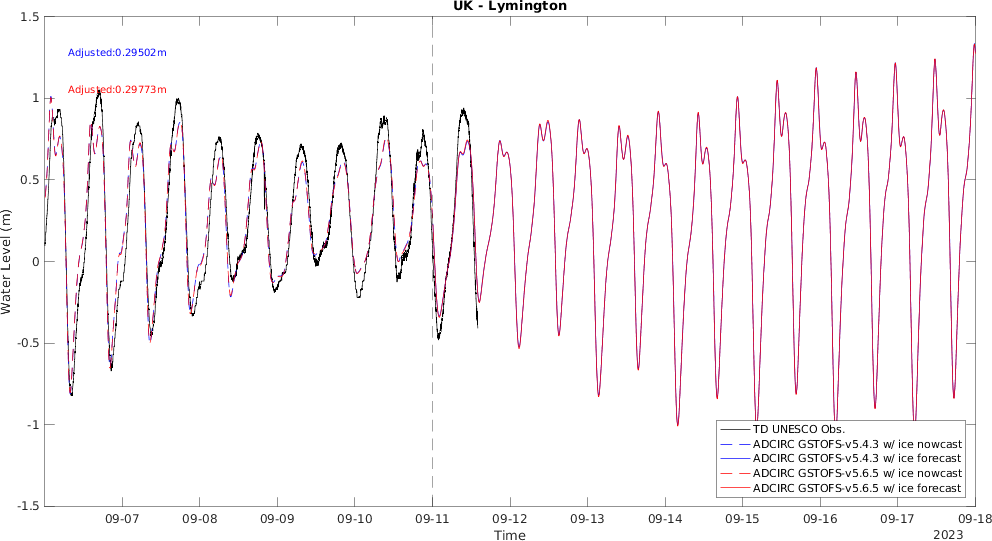 UK - Lymington
Adjusted:0.29502m
Adjusted:0.29773m
Water Level (m)
1.5
1
0.5
0
-0.5
-1
-1.5
TD UNESCO Obs.
ADCIRC GSTOFS-v5.4.3 w/ ice nowcast
ADCIRC GSTOFS-v5.4.3 w/ ice forecast
ADCIRC GSTOFS-v5.6.5 w/ ice nowcast
ADCIRC GSTOFS-v5.6.5 w/ ice forecast
09-07 09-08 09-09 09-10 09-11 09-12 09-13 09-14 09-15 09-16 09-17 09-18
Time
2023